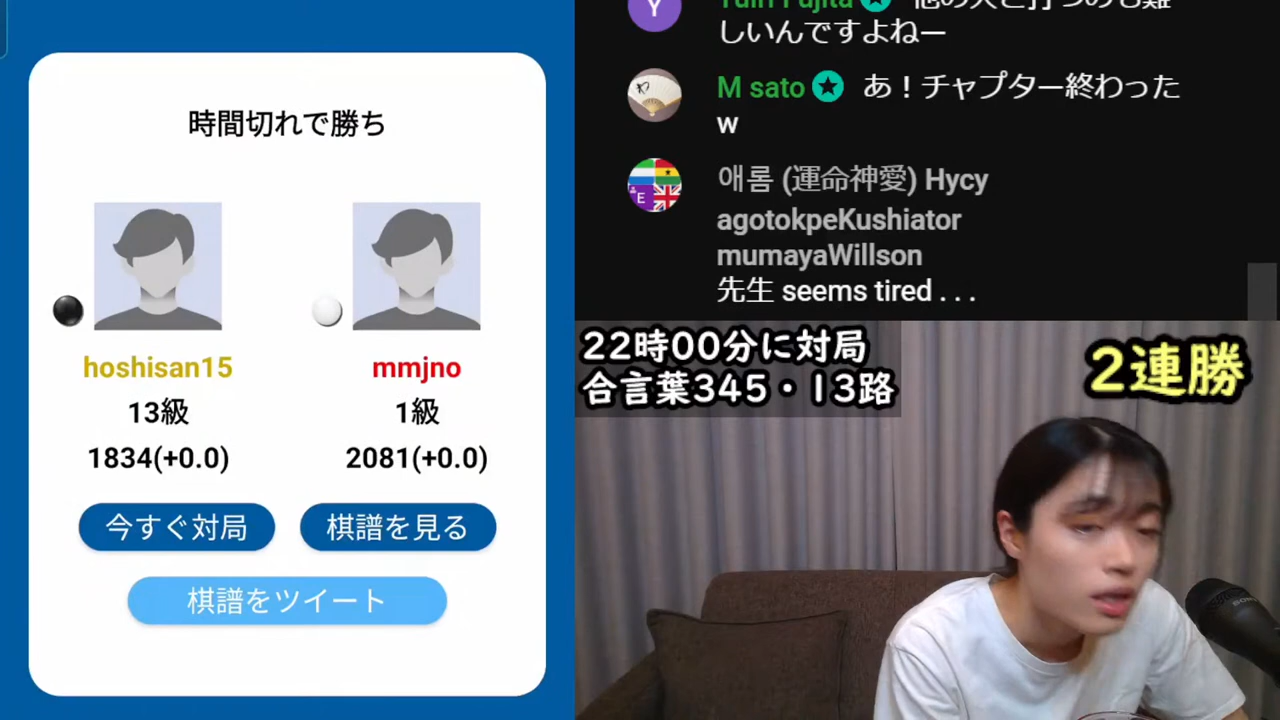 時間切れで勝ち
hoshisan15
mmjno
13級
1級
1834(+0.0)
2081(+0.0)
今すぐ対局
棋譜を見る
棋譜をツイート
しいんですよねー
M sato あ！チャプター終わった
w
애롬 (運命神愛) Hycy
agotokpeKushiator
mumayaWillson
先生 seems tired . . .
22時00分に対局
合言葉345・13路
2連勝